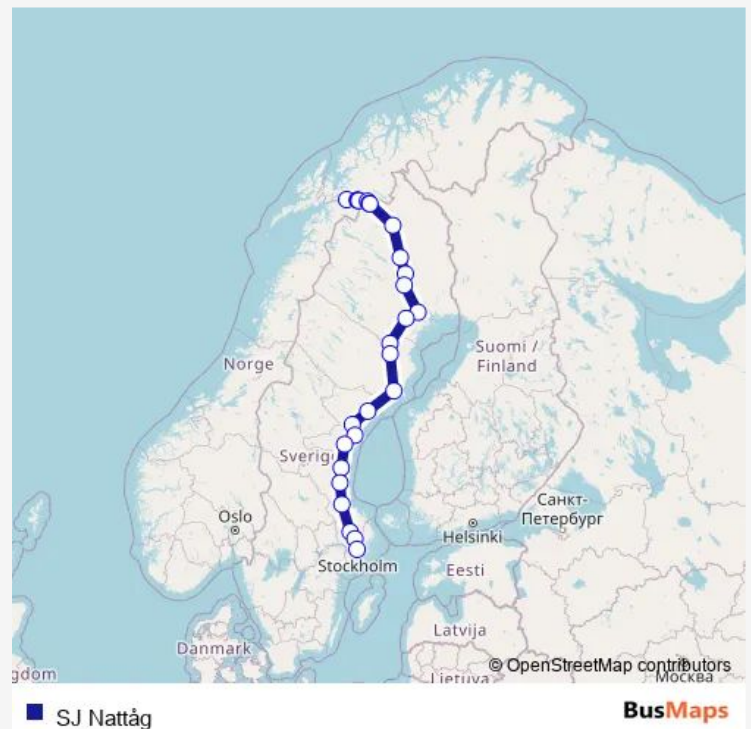 Norge
Suomi /
Finland
Sverig
Oslo
Санкт-
Петербург
Helsinki
Stockholm
Eesti
Latvija
Danmark
© OpenStreetMap contributors
gdom
Lietuva
Москва
SJ Nattåg
BusMaps